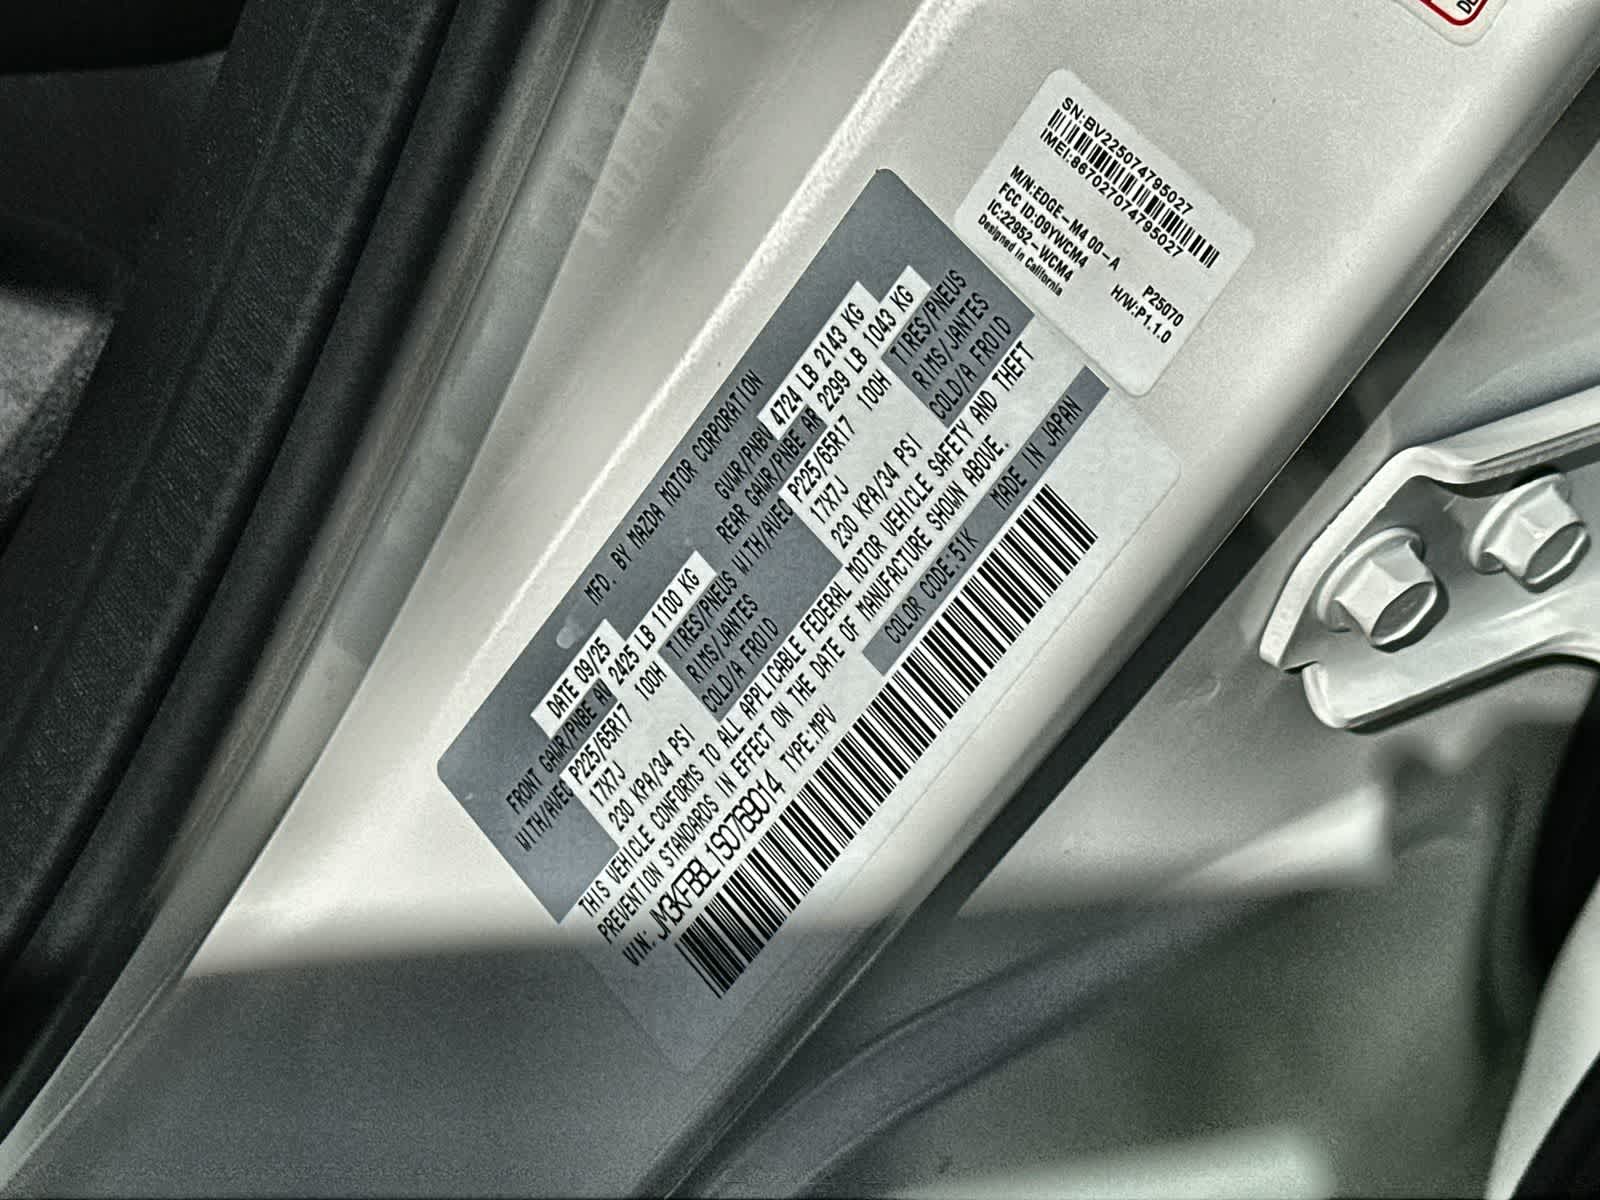 SN:BV22507479​5027
IMEI:867027074795027
M/N:EDGE-M4 00-A
FCC ID:O9YWCM4 P25070
IC:22952-WCM4 H/W:P1.1.0
Designed in California
MFD. BY MAZDA MOTOR CORPORATION
DATE 09/25 GVWR/PNBV 4724 LB 2143 KG
FRONT GAWR/PNBE AV 2425 LB 1100 KG REAR GAWR/PNBE AR 2299 LB 1043 KG
WITH/AVEC P225/65R17 100H TIRES/PNEUS WITH/AVEC P225/65R17 100H TIRES/PNEUS
17X7J RIMS/JANTES 17X7J RIMS/JANTES
230 KPA/34 PSI COLD/A FROID 230 KPA/34 PSI COLD/A FROID
THIS VEHICLE CONFORMS TO ALL APPLICABLE FEDERAL MOTOR VEHICLE SAFETY AND THEFT
PREVENTION STANDARDS IN EFFECT ON THE DATE OF MANUFACTURE SHOWN ABOVE.
VIN: JM3KFBBL1S0769014 TYPE:MPV COLOR CODE:51K MADE IN JAPAN